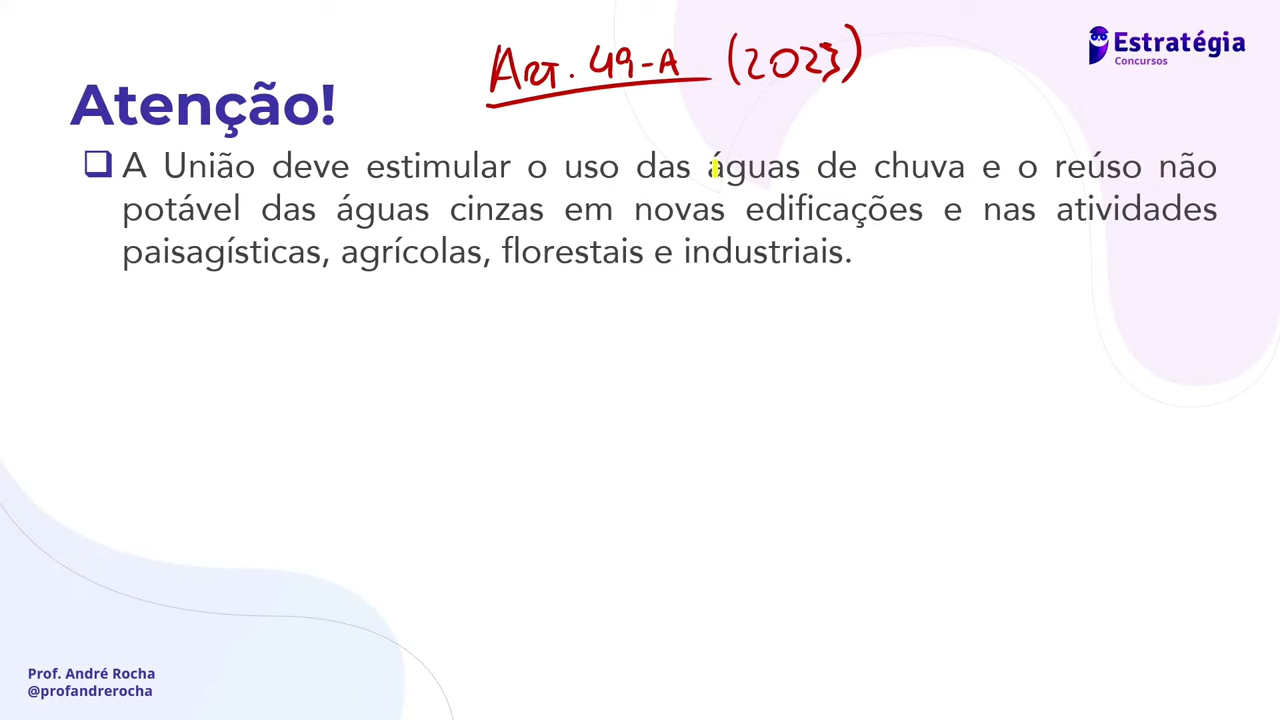 Art. 49-A (2023)
Estratégia
Concursos
Atenção!
A União deve estimular o uso das águas de chuva e o reúso não
potável das águas cinzas em novas edificações e nas atividades
paisagísticas, agrícolas, florestais e industriais.
Prof. André Rocha
@profandrerocha